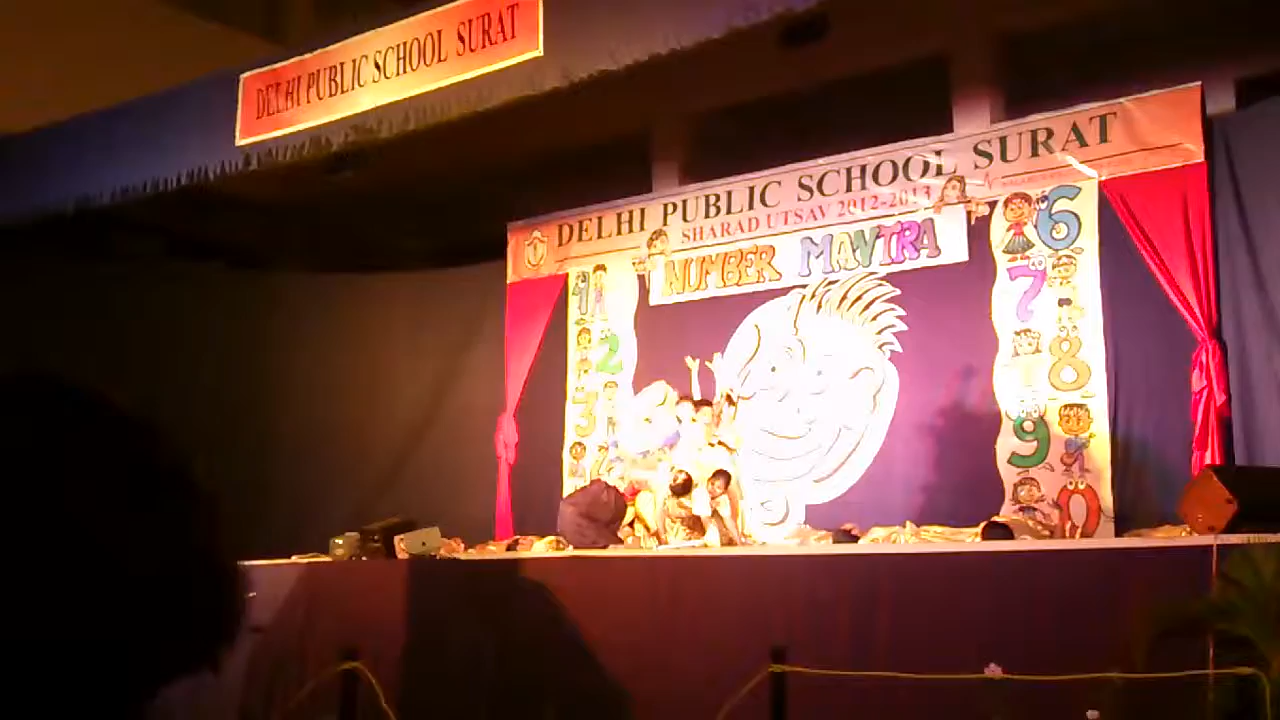 DELHI PUBLIC SCHOOL SURAT
DELHI PUBLIC SCHOOL SURAT
SHARAD UTSAV 2012-2013
NUMBER MANTRA
1
2
3
6
7
8
9
0